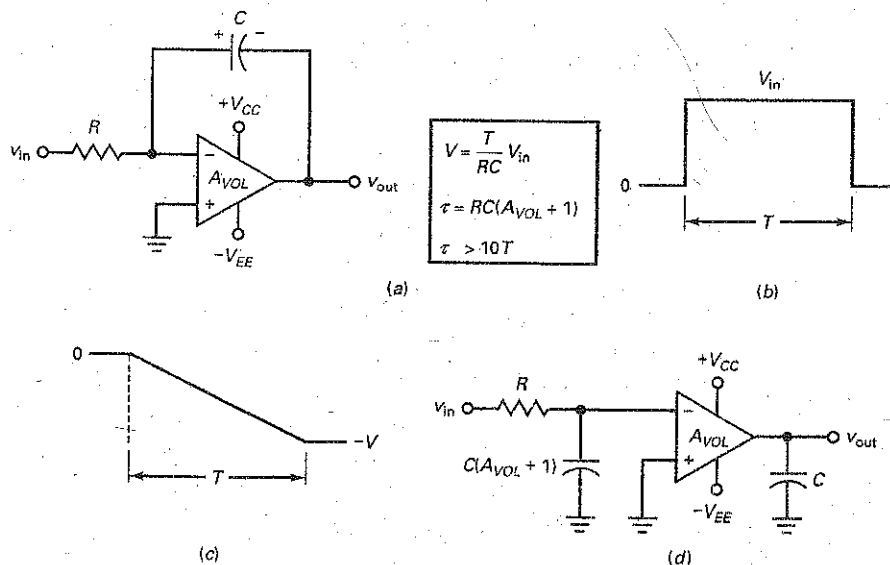 C
+ −
+V_CC
R
v_in
−
A_VOL
+
v_out
−V_EE
V = T/RC V_in
τ = RC(A_VOL + 1)
τ > 10T
(a)
V_in
0
T
(b)
0
−V
T
(c)
+V_CC
R
v_in
−
A_VOL
+
v_out
C(A_VOL + 1)
C
−V_EE
(d)